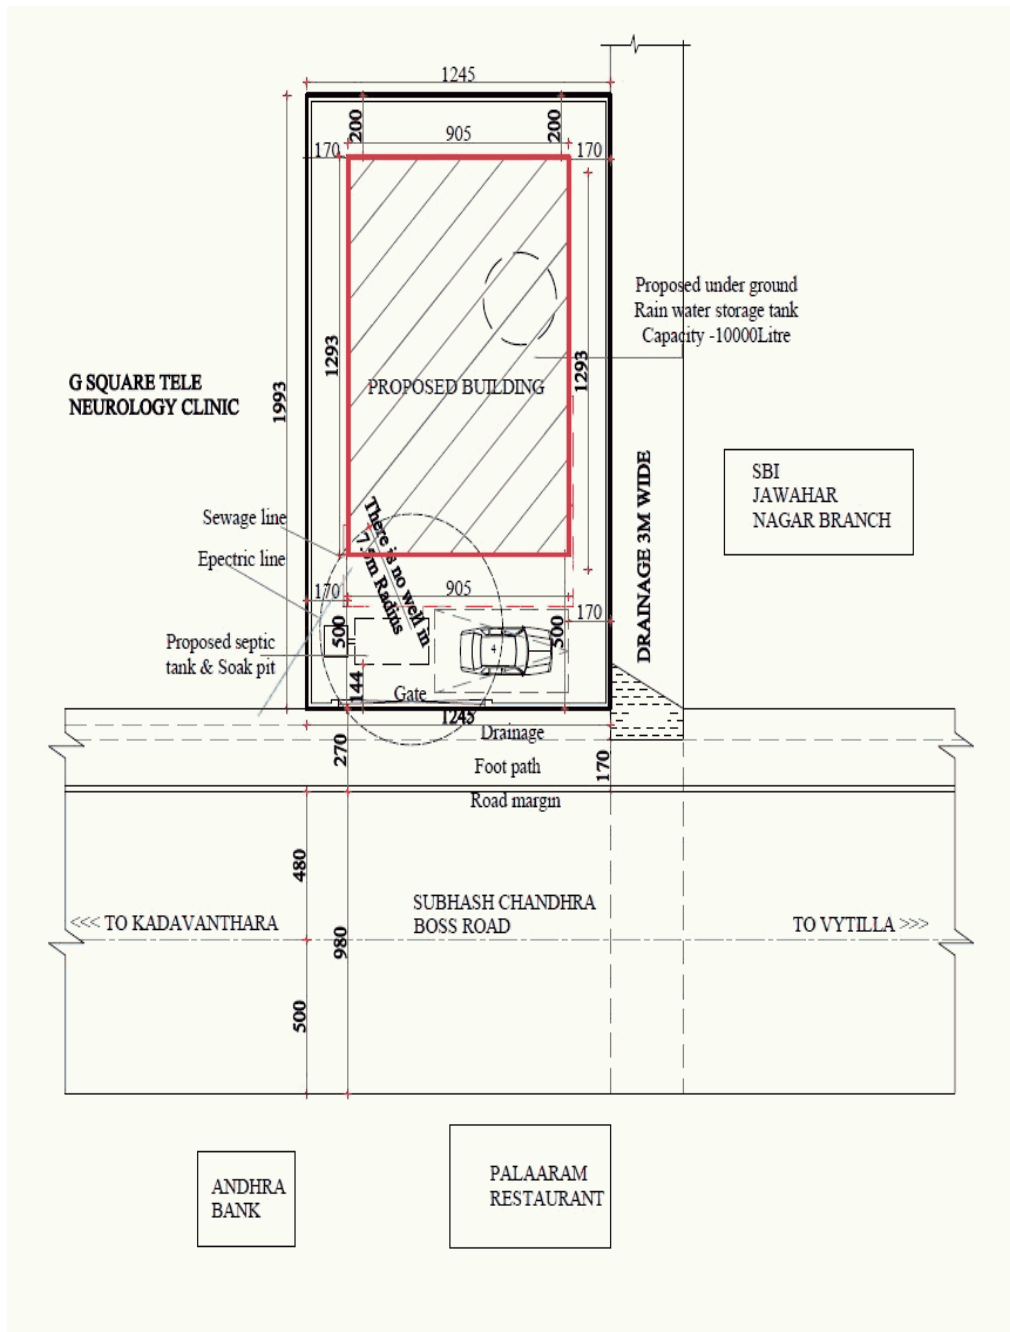 1245
200
905
200
170
170
Proposed under ground
Rain water storage tank
Capacity -10000Litre
1293
1293
PROPOSED BUILDING
1993
G SQUARE TELE
NEUROLOGY CLINIC
DRAINAGE 3M WIDE
SBI
JAWAHAR
NAGAR BRANCH
Sewage line
There is no well in
7.5m Radius
Epectric line
170
905
170
500
500
4
Proposed septic
tank & Soak pit
144
Gate
1245
Drainage
270
170
Foot path
Road margin
480
SUBHASH CHANDHRA
BOSS ROAD
<<< TO KADAVANTHARA
TO VYTILLA >>>
980
500
ANDHRA
BANK
PALAARAM
RESTAURANT